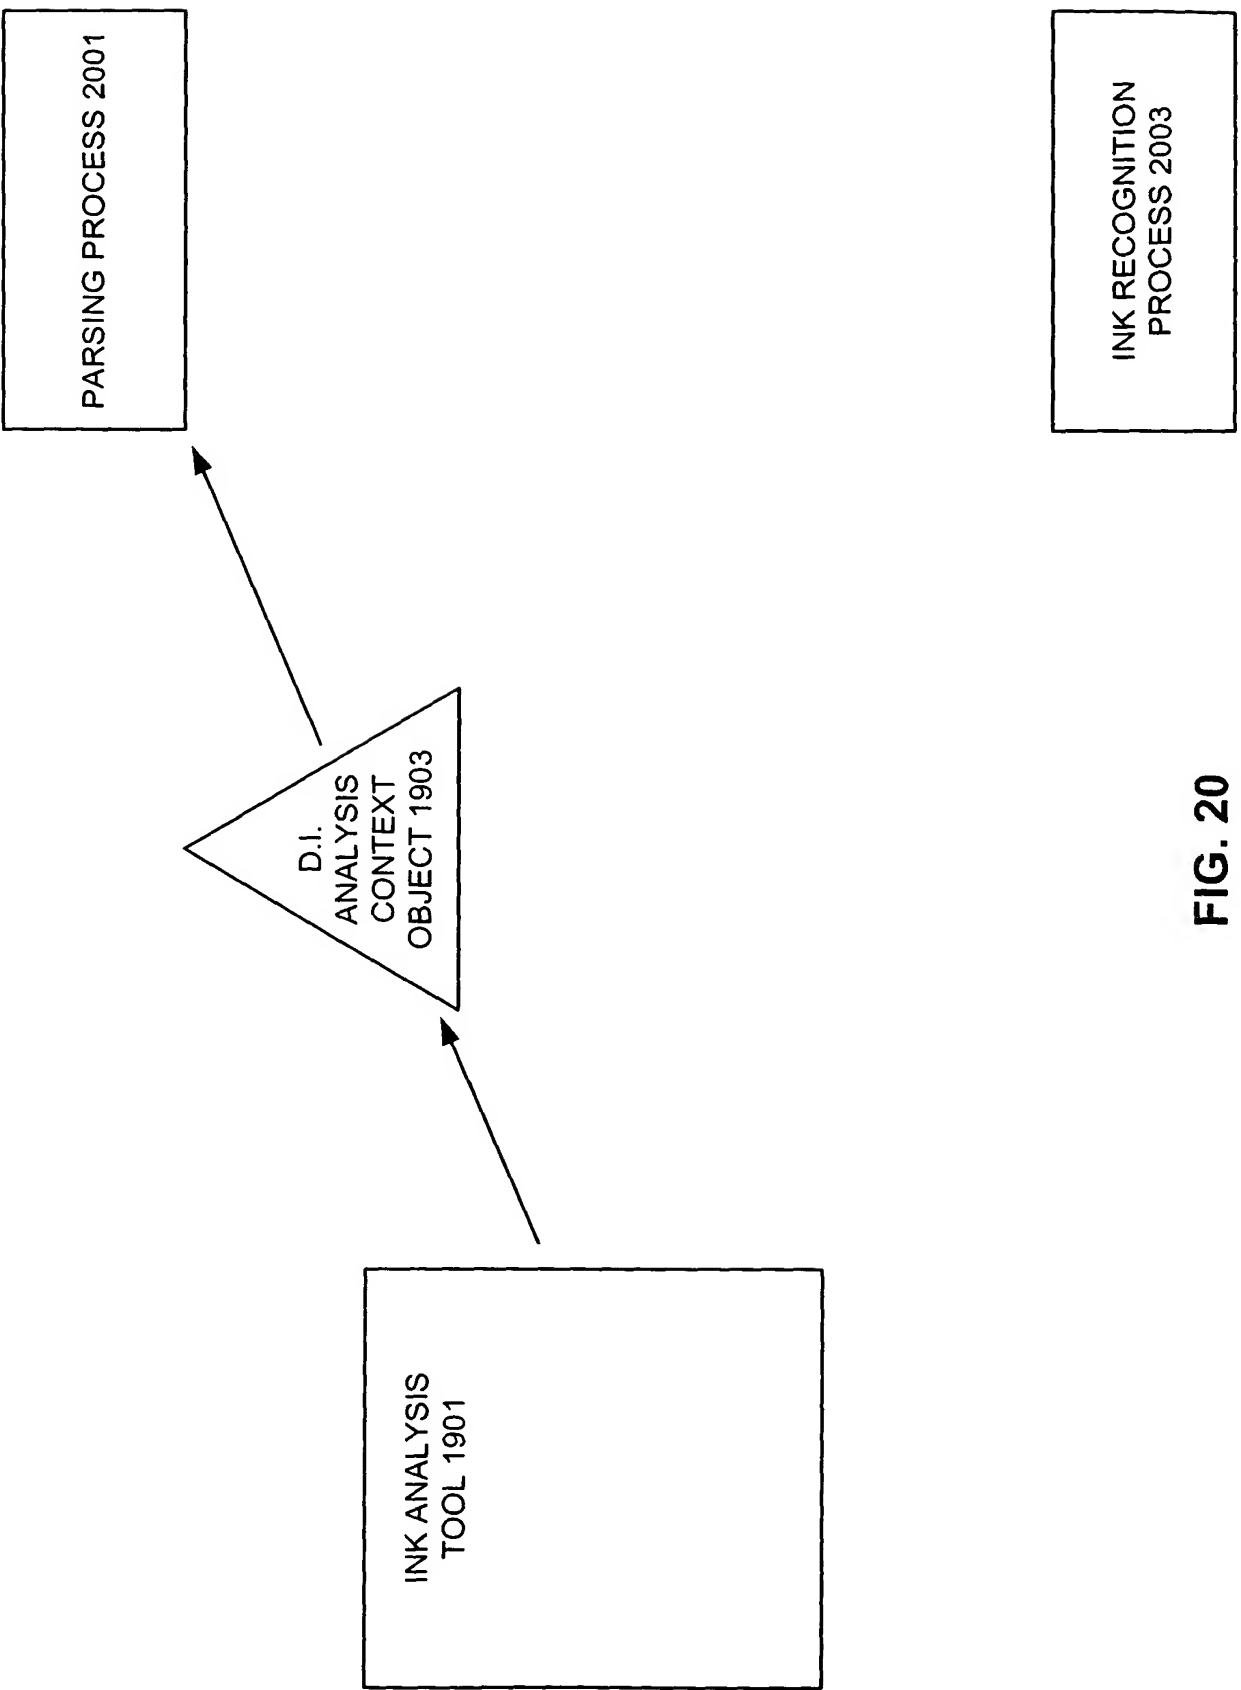 PARSING PROCESS 2001
D.I.
ANALYSIS
CONTEXT
OBJECT 1903
INK ANALYSIS
TOOL 1901
INK RECOGNITION
PROCESS 2003
FIG. 20